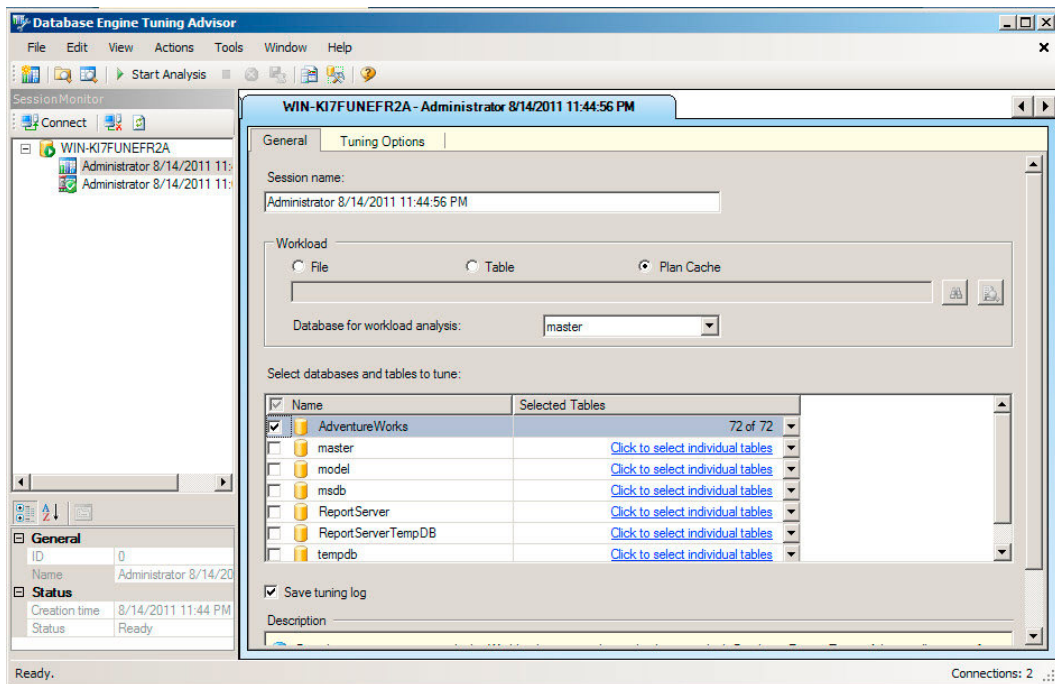 Database Engine Tuning Advisor
File Edit View Actions Tools Window Help
Start Analysis
Session Monitor
Connect
WIN-KI7FUNEFR2A
Administrator 8/14/2011 11:
Administrator 8/14/2011 11:
General
ID 0
Name Administrator 8/14/20
Status
Creation time 8/14/2011 11:44 PM
Status Ready
WIN-KI7FUNEFR2A - Administrator 8/14/2011 11:44:56 PM
General Tuning Options
Session name:
Administrator 8/14/2011 11:44:56 PM
Workload
File Table Plan Cache
Database for workload analysis: master
Select databases and tables to tune:
Name Selected Tables
AdventureWorks 72 of 72
master Click to select individual tables
model Click to select individual tables
msdb Click to select individual tables
ReportServer Click to select individual tables
ReportServerTempDB Click to select individual tables
tempdb Click to select individual tables
Save tuning log
Description
Ready. Connections: 2